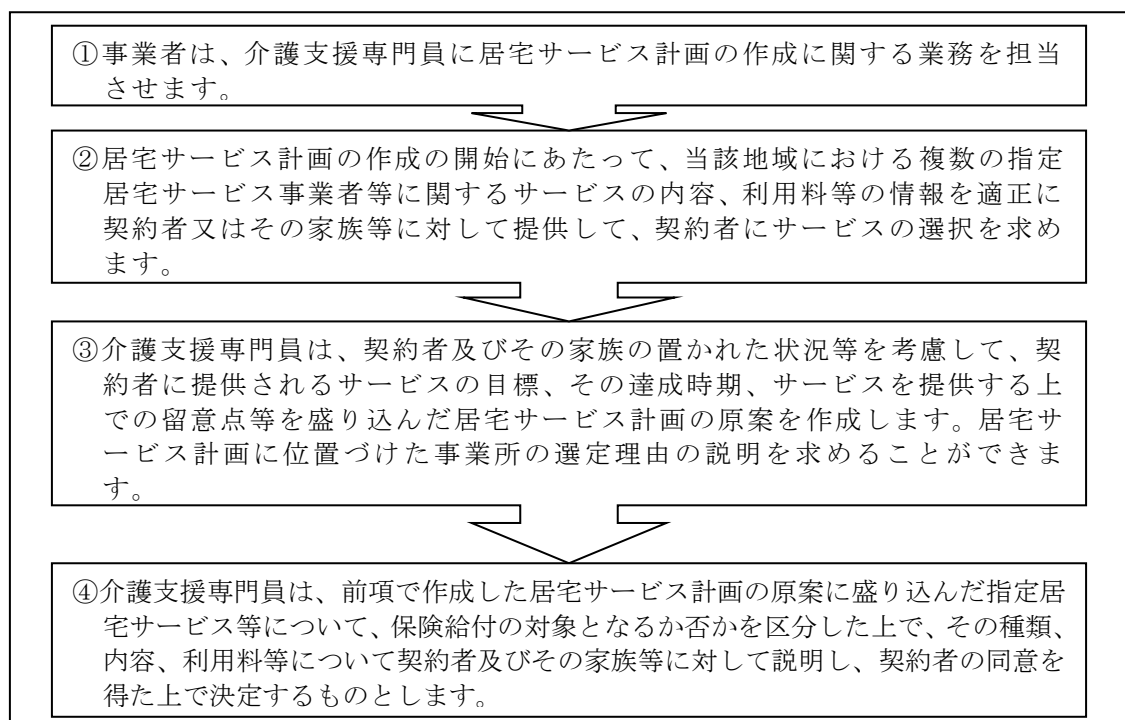 ①事業者は、介護支援専門員に居宅サービス計画の作成に関する業務を担当
させます。
②居宅サービス計画の作成の開始にあたって、当該地域における複数の指定
居宅サービス事業者等に関するサービスの内容、利用料等の情報を適正に
契約者又はその家族等に対して提供して、契約者にサービスの選択を求め
ます。
③介護支援専門員は、契約者及びその家族の置かれた状況等を考慮して、契
約者に提供されるサービスの目標、その達成時期、サービスを提供する上
での留意点等を盛り込んだ居宅サービス計画の原案を作成します。居宅サ
ービス計画に位置づけた事業所の選定理由の説明を求めることができま
す。
④介護支援専門員は、前項で作成した居宅サービス計画の原案に盛り込んだ指定居
宅サービス等について、保険給付の対象となるか否かを区分した上で、その種類、
内容、利用料等について契約者及びその家族等に対して説明し、契約者の同意を
得た上で決定するものとします。